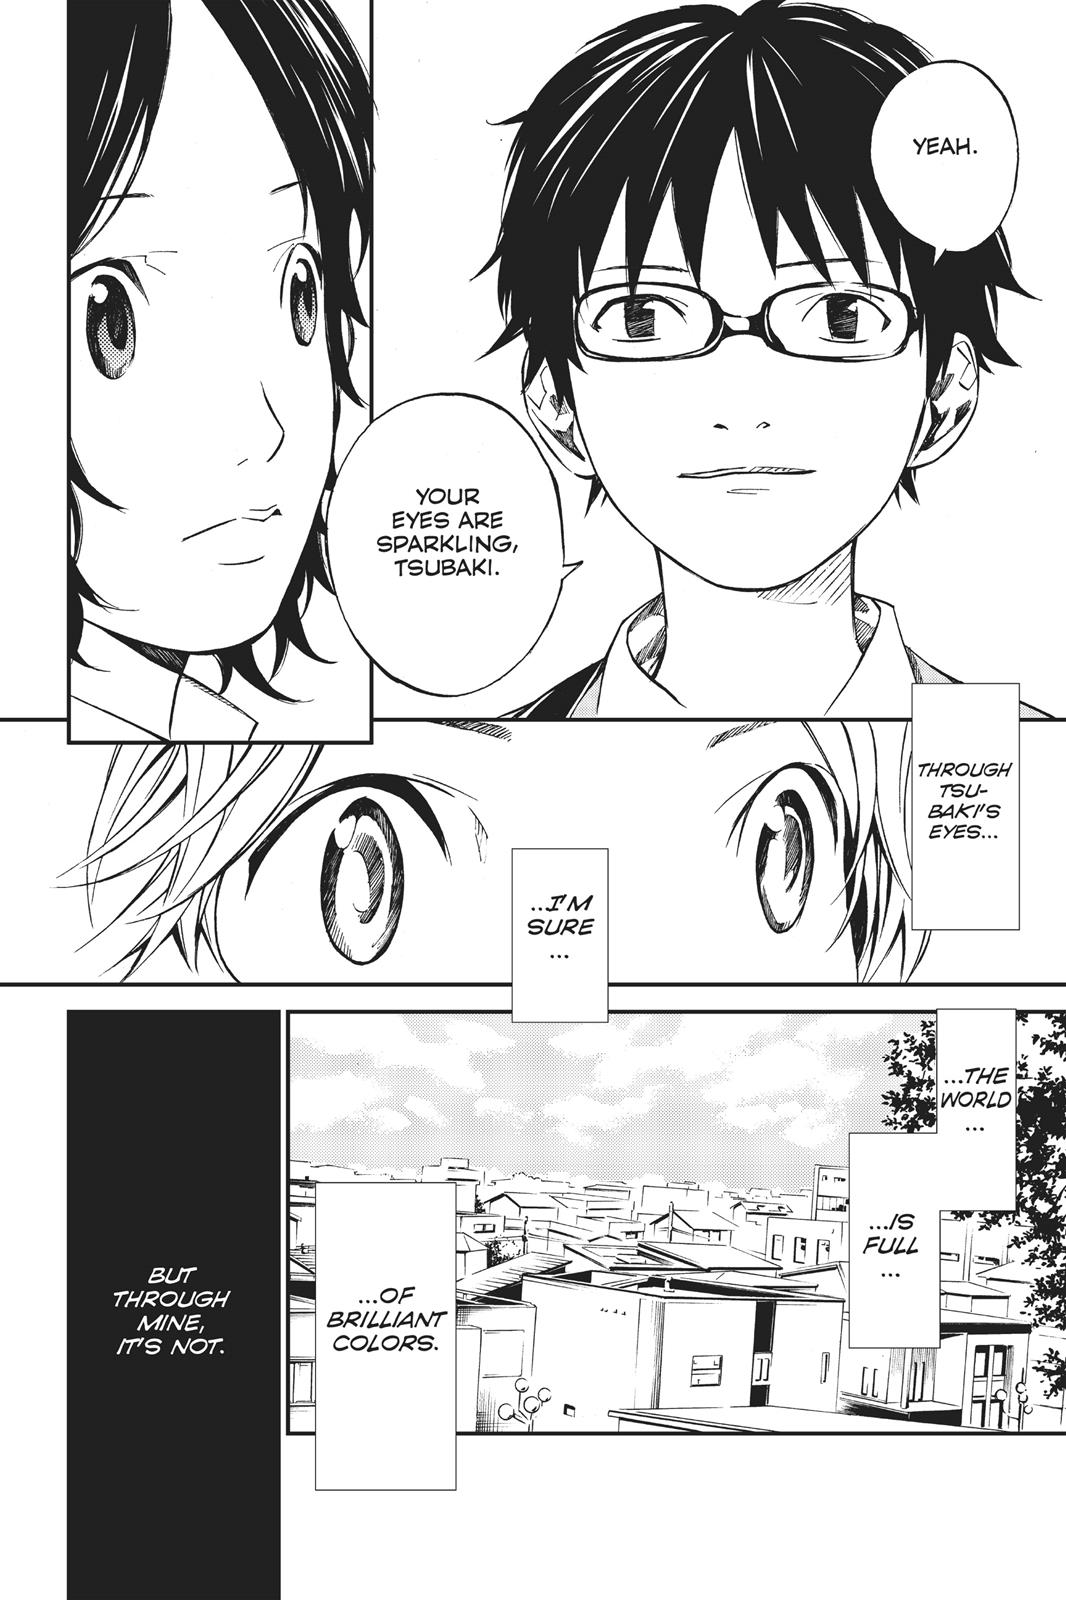 YEAH.
YOUR
EYES ARE
SPARKLING,
TSUBAKI.
THROUGH
TSU-
BAKI'S
EYES...
...I'M
SURE
...
...THE
WORLD
...
...IS
FULL
...
...OF
BRILLIANT
COLORS.
BUT
THROUGH
MINE,
IT'S NOT.